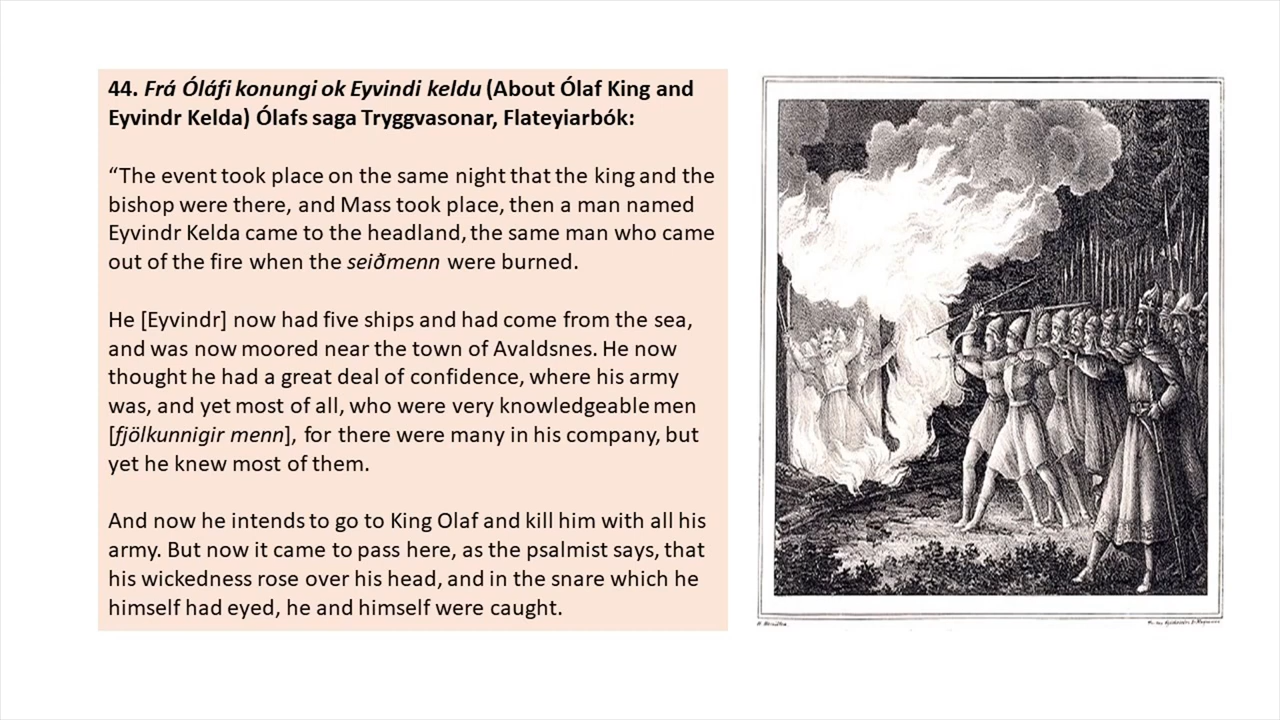 44. Frá Óláfi konungi ok Eyvindi keldu (About Ólaf King and
Eyvindr Kelda) Ólafs saga Tryggvasonar, Flateyiarbók:
“The event took place on the same night that the king and the
bishop were there, and Mass took place, then a man named
Eyvindr Kelda came to the headland, the same man who came
out of the fire when the seiðmenn were burned.
He [Eyvindr] now had five ships and had come from the sea,
and was now moored near the town of Avaldsnes. He now
thought he had a great deal of confidence, where his army
was, and yet most of all, who were very knowledgeable men
[fjölkunnigir menn], for there were many in his company, but
yet he knew most of them.
And now he intends to go to King Olaf and kill him with all his
army. But now it came to pass here, as the psalmist says, that
his wickedness rose over his head, and in the snare which he
himself had eyed, he and himself were caught.